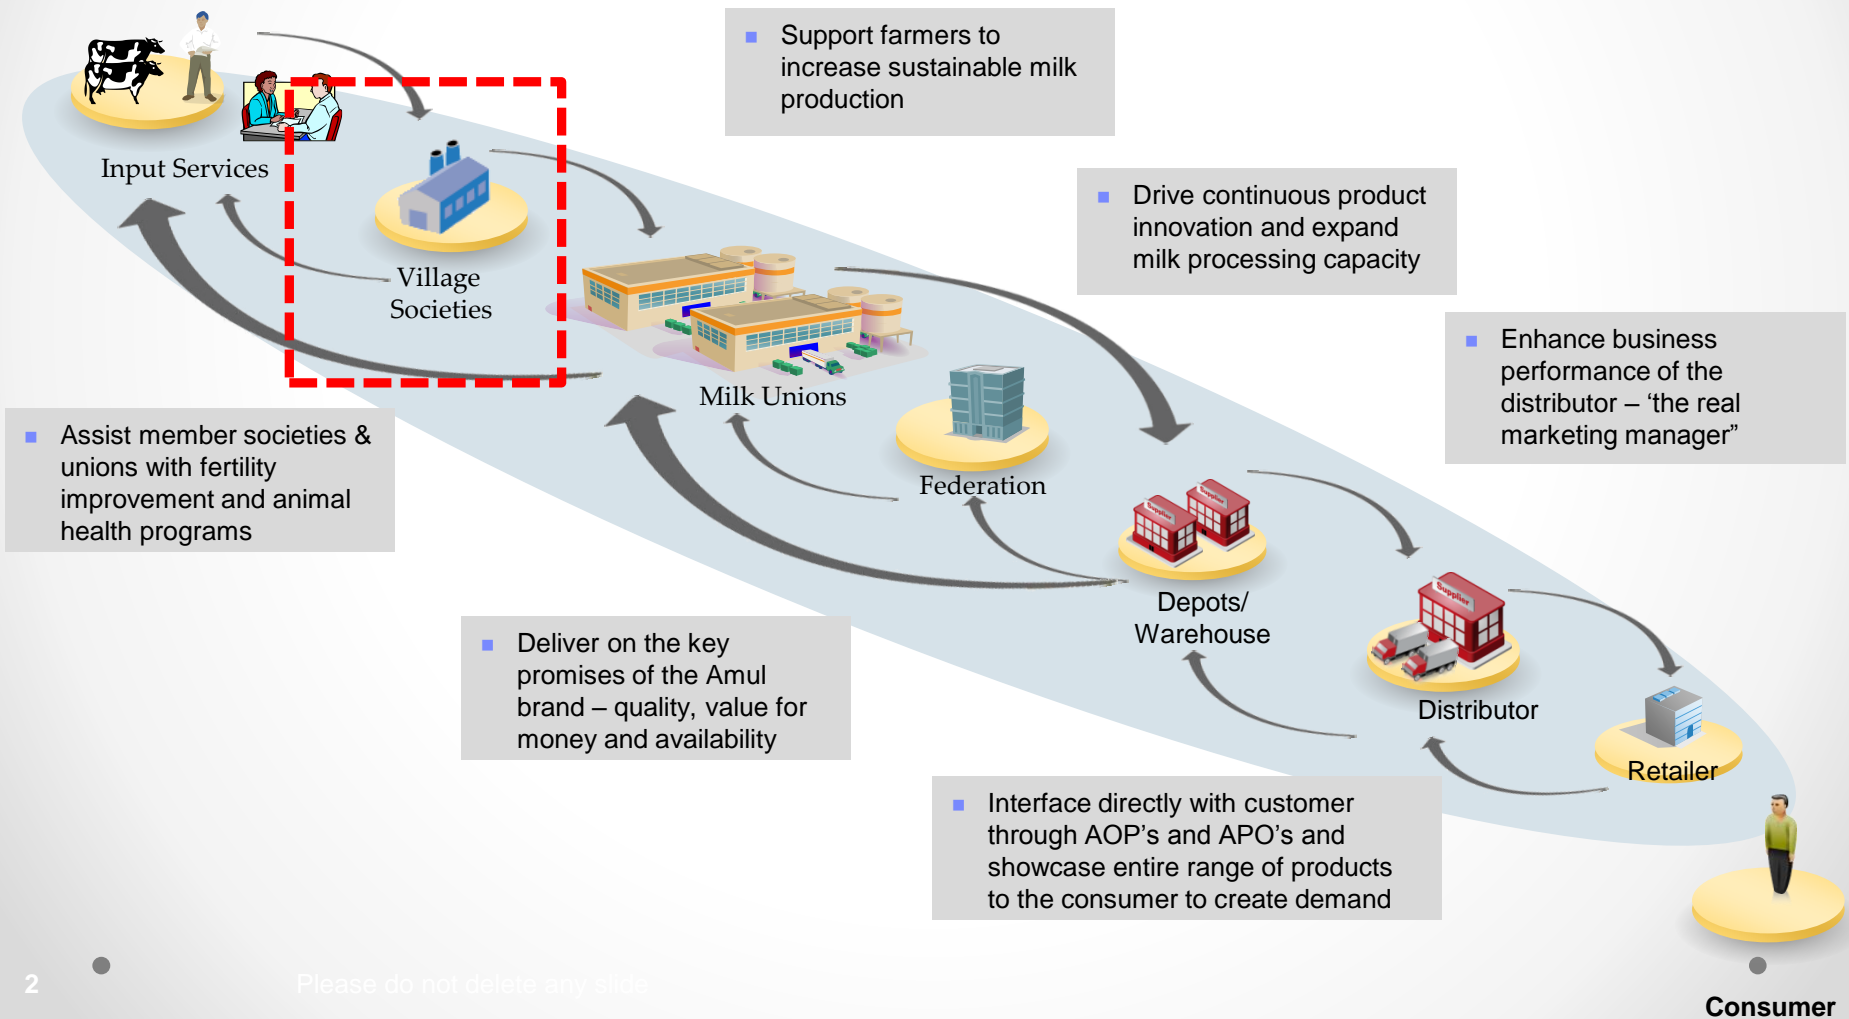 Support farmers to
increase sustainable milk
production
Input Services
Drive continuous product
innovation and expand
milk processing capacity
Village
Societies
Enhance business
performance of the
distributor – ‘the real
marketing manager”
Milk Unions
Assist member societies &
unions with fertility
improvement and animal
health programs
Federation
Supplier
Supplier
Depots/
Warehouse
Supplier
Deliver on the key
promises of the Amul
brand – quality, value for
money and availability
Distributor
Retailer
Interface directly with customer
through AOP’s and APO’s and
showcase entire range of products
to the consumer to create demand
2
Please do not delete any slide
Consumer